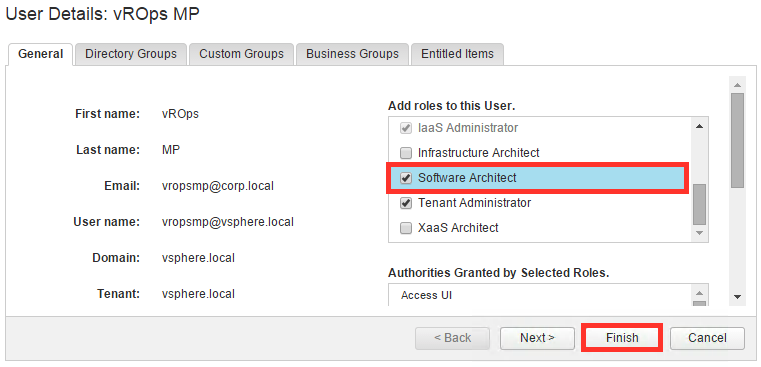 User Details: vROps MP
General Directory Groups Custom Groups Business Groups Entitled Items
First name: vROps
Last name: MP
Email: vropsmp@corp.local
User name: vropsmp@vsphere.local
Domain: vsphere.local
Tenant: vsphere.local
Add roles to this User.
IaaS Administrator
Infrastructure Architect
Software Architect
Tenant Administrator
XaaS Architect
Authorities Granted by Selected Roles.
Access UI
< Back Next > Finish Cancel